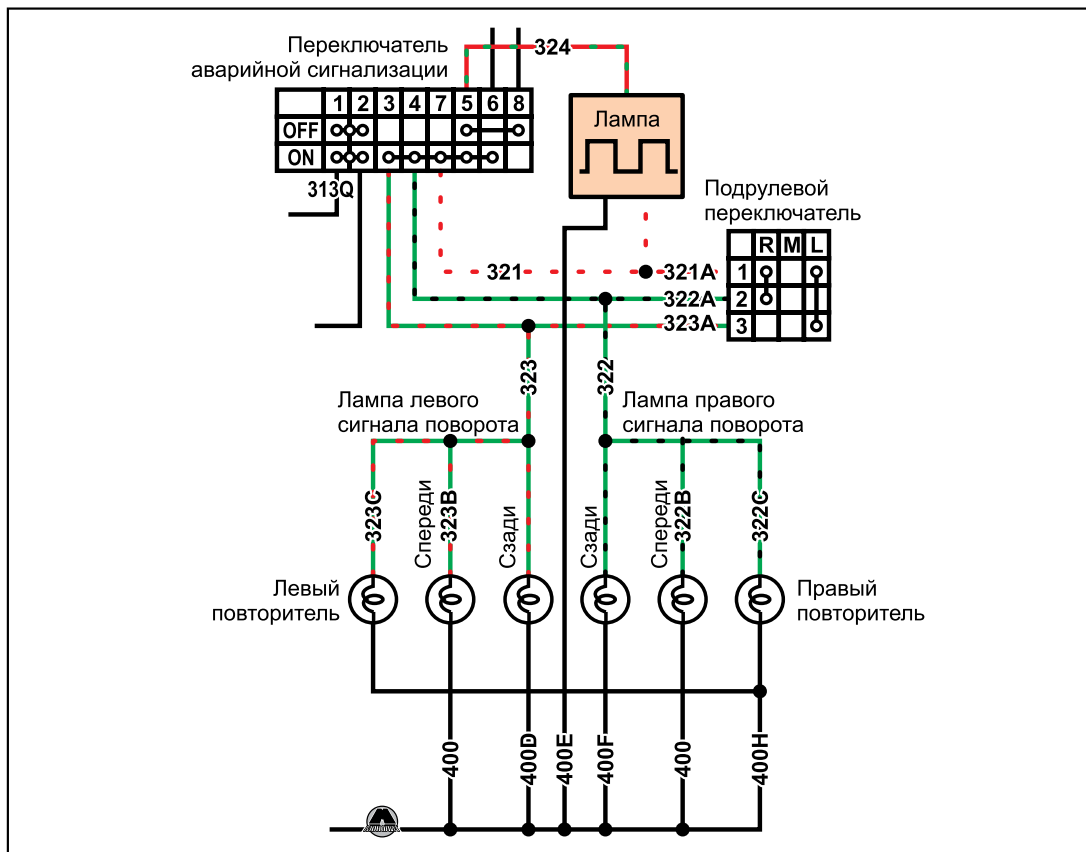 Переключатель
аварийной сигнализации
324
1 2 3 4 7 5 6 8
OFF
ON
313Q
Лампа
Подрулевой
переключатель
R M L
1
2
3
321
321A
322A
323A
323
322
Лампа левого
сигнала поворота
Лампа правого
сигнала поворота
323C
Спереди
323B
Сзади
Сзади
Спереди
322B
322C
Левый
повторитель
Правый
повторитель
400
400D
400E
400F
400
400H